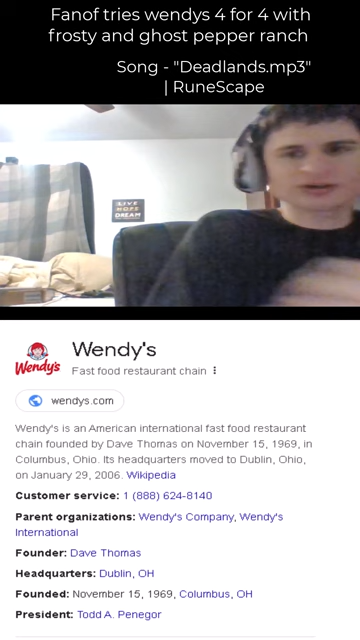 Fanof tries wendys 4 for 4 with
frosty and ghost pepper ranch
Song - "Deadlands.mp3"
| RuneScape
LIVE
HOPE
DREAM
Wendy's
Wendy's
Fast food restaurant chain
wendys.com
Wendy's is an American international fast food restaurant
chain founded by Dave Thomas on November 15, 1969, in
Columbus, Ohio. Its headquarters moved to Dublin, Ohio,
on January 29, 2006. Wikipedia
Customer service: 1 (888) 624-8140
Parent organizations: Wendy's Company, Wendy's
International
Founder: Dave Thomas
Headquarters: Dublin, OH
Founded: November 15, 1969, Columbus, OH
President: Todd A. Penegor